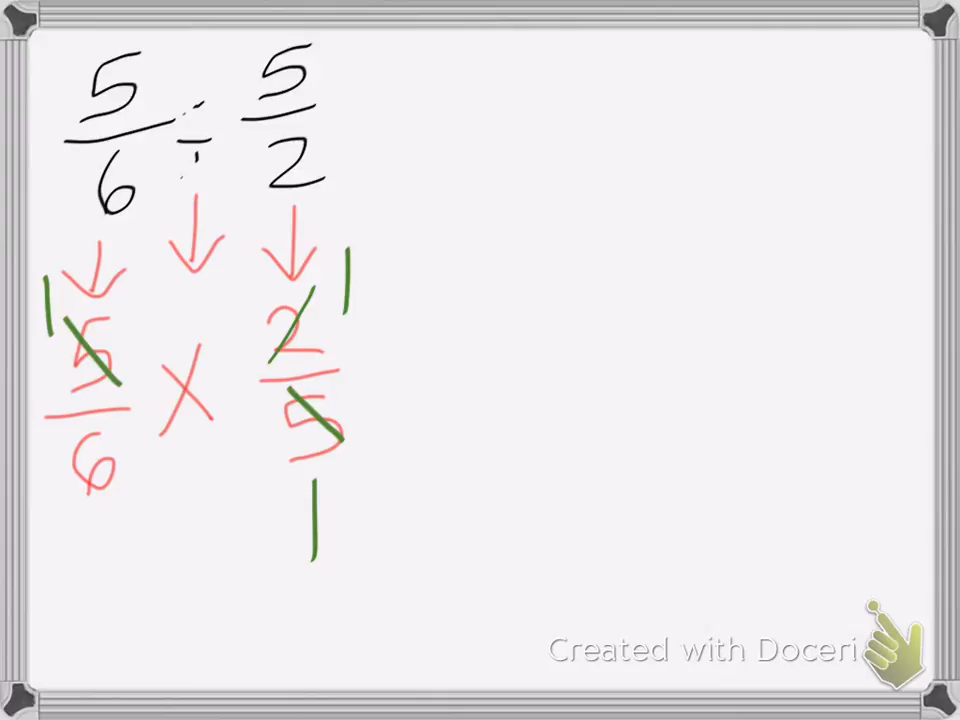 5/6 ÷ 5/2
1 1
5/6 × 2/5
1
Created with Doceri